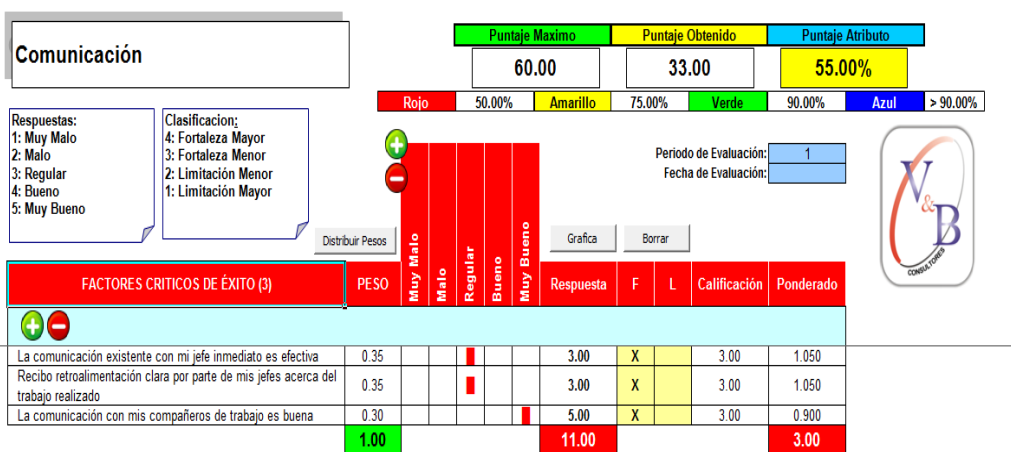 Comunicación
Puntaje Maximo Puntaje Obtenido Puntaje Atributo
60.00 33.00 55.00%
Rojo 50.00% Amarillo 75.00% Verde 90.00% Azul > 90.00%
Respuestas:
1: Muy Malo
2: Malo
3: Regular
4: Bueno
5: Muy Bueno
Clasificacion:
4: Fortaleza Mayor
3: Fortaleza Menor
2: Limitación Menor
1: Limitación Mayor
Periodo de Evaluación: 1
Fecha de Evaluación:
V&B
CONSULTORES
Distribuir Pesos Grafica Borrar
FACTORES CRITICOS DE ÉXITO (3) PESO Muy Malo Malo Regular Bueno Muy Bueno Respuesta F L Calificación Ponderado
La comunicación existente con mi jefe inmediato es efectiva 0.35 3.00 X 3.00 1.050
Recibo retroalimentación clara por parte de mis jefes acerca del
trabajo realizado 0.35 3.00 X 3.00 1.050
La comunicación con mis compañeros de trabajo es buena 0.30 5.00 X 3.00 0.900
1.00 11.00 3.00